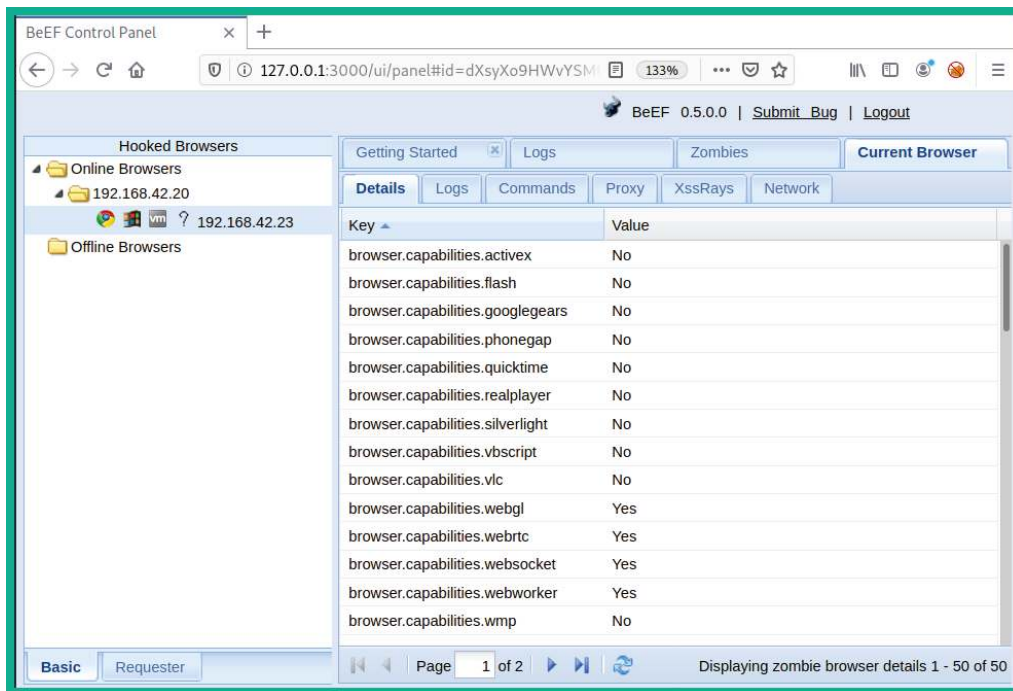 BeEF Control Panel
127.0.0.1:3000/ui/panel#id=dXsyXo9HWvYSM
133%
BeEF 0.5.0.0 | Submit Bug | Logout
Hooked Browsers
Online Browsers
192.168.42.20
vm ? 192.168.42.23
Offline Browsers
Basic Requester
Getting Started Logs Zombies Current Browser
Details Logs Commands Proxy XssRays Network
Key Value
browser.capabilities.activex No
browser.capabilities.flash No
browser.capabilities.googlegears No
browser.capabilities.phonegap No
browser.capabilities.quicktime No
browser.capabilities.realplayer No
browser.capabilities.silverlight No
browser.capabilities.vbscript No
browser.capabilities.vlc No
browser.capabilities.webgl Yes
browser.capabilities.webrtc Yes
browser.capabilities.websocket Yes
browser.capabilities.webworker Yes
browser.capabilities.wmp No
Page 1 of 2 Displaying zombie browser details 1 - 50 of 50